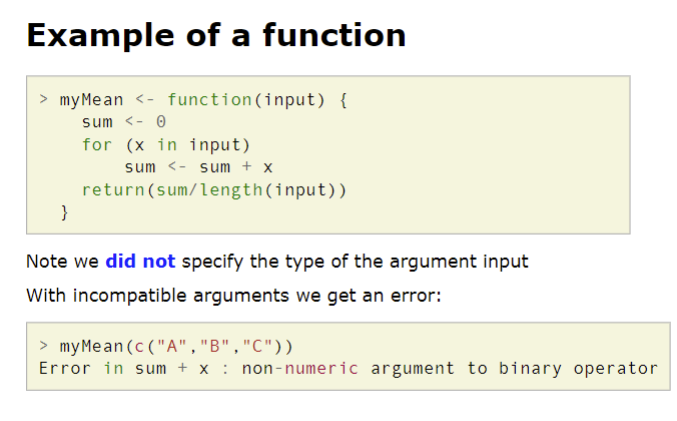 Example of a function
> myMean <- function(input) {
    sum <- 0
    for (x in input)
        sum <- sum + x
    return(sum/length(input))
  }
Note we did not specify the type of the argument input
With incompatible arguments we get an error:
> myMean(c("A","B","C"))
Error in sum + x : non-numeric argument to binary operator